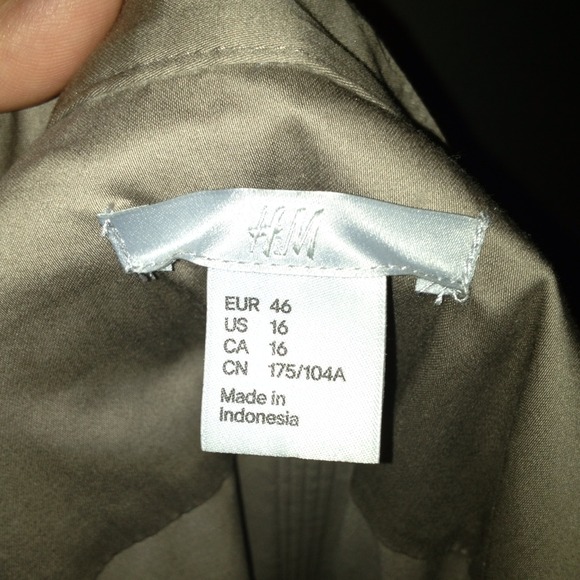 H&M
EUR 46
US 16
CA 16
CN 175/104A
Made in
Indonesia